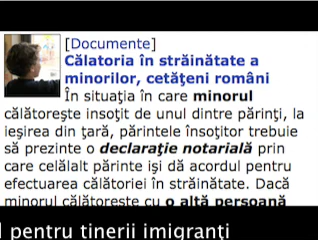 [Documente]
Călatoria în străinătate a
minorilor, cetăţeni români
În situaţia în care minorul
călătoreşte insoţit de unul dintre părinţi, la
ieşirea din ţară, părintele însoţitor trebuie
să prezinte o declaraţie notarială prin
care celălalt părinte işi dă acordul pentru
efectuarea călătoriei în străinătate. Dacă
minorul călătoreşte cu o altă persoană
pentru tinerii imigranţi